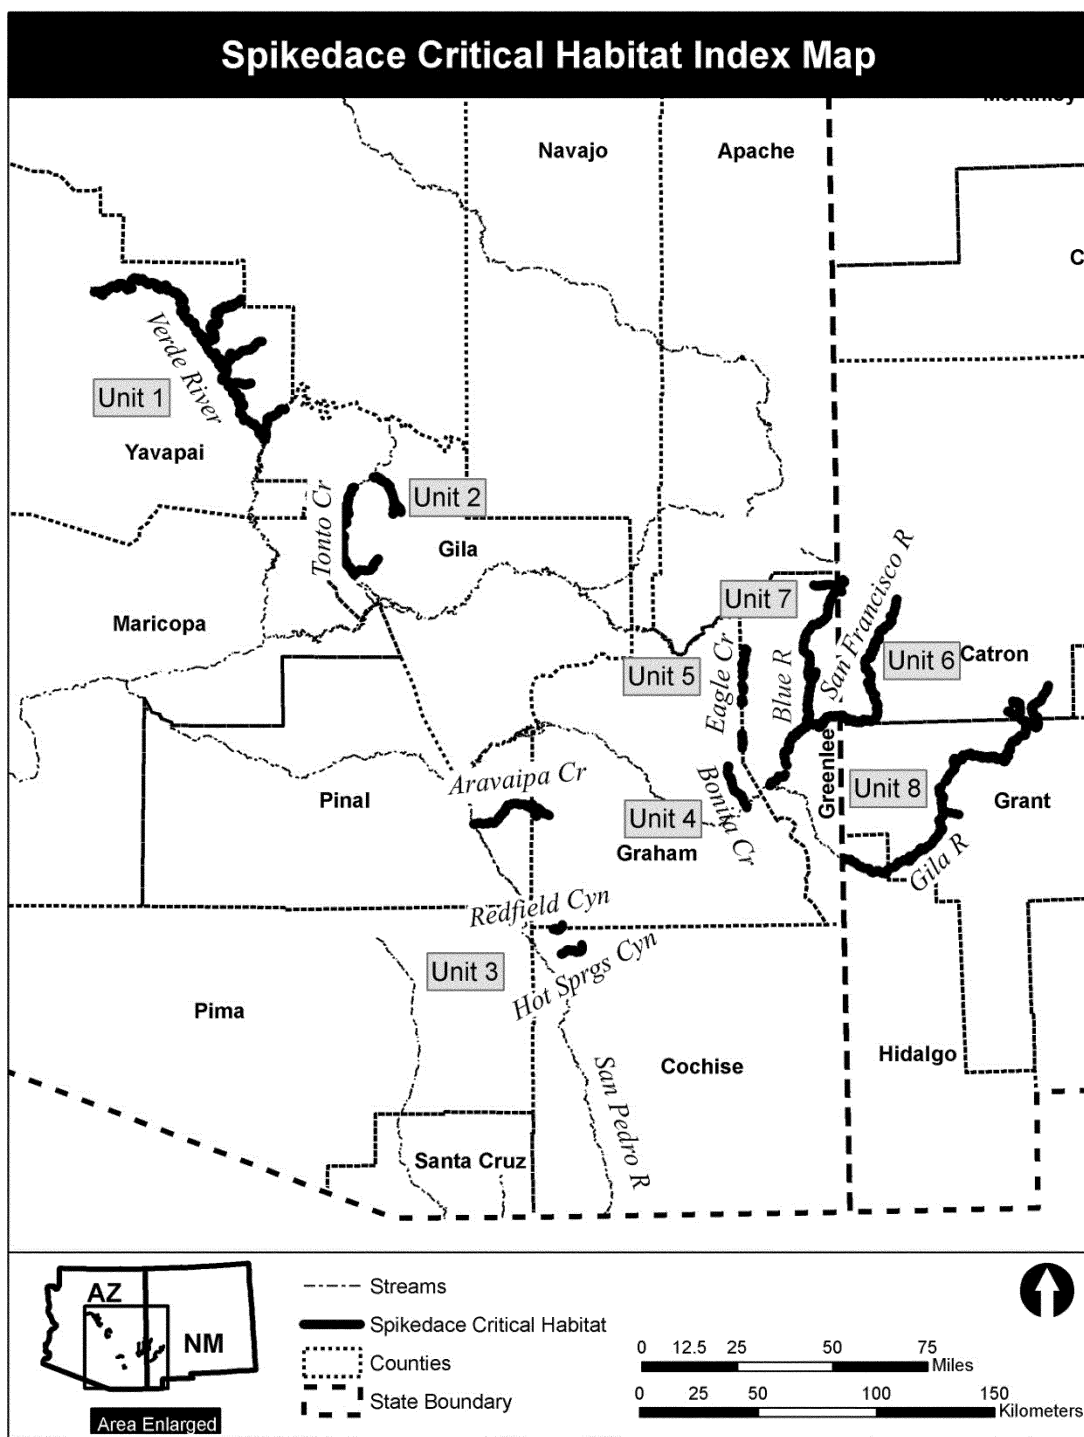 Spikedace Critical Habitat Index Map
McKinley
Navajo
Apache
C
Verde River
Unit 1
Yavapai
Unit 2
Tonto Cr
Gila
Maricopa
Unit 7
San Francisco R
Unit 6
Catron
Unit 5
Eagle Cr
Blue R
Greenlee
Aravaipa Cr
Pinal
Unit 4
Bonita Cr
Unit 8
Grant
Graham
Gila R
Redfield Cyn
Unit 3
Hot Sprgs Cyn
Pima
Cochise
Hidalgo
San Pedro R
Santa Cruz
AZ
NM
Area Enlarged
Streams
Spikedace Critical Habitat
Counties
State Boundary
0 12.5 25 50 75
Miles
0 25 50 100 150
Kilometers